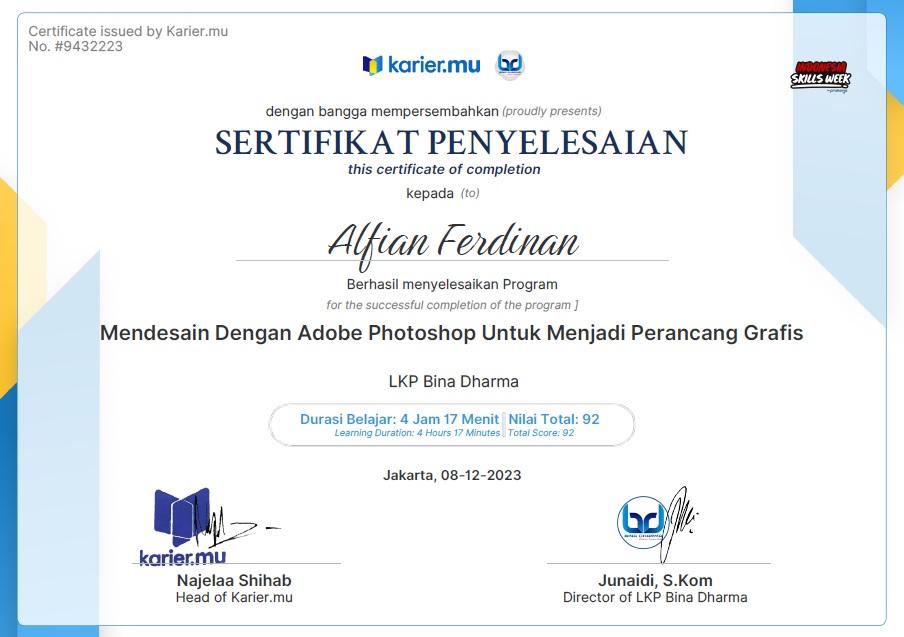 Certificate issued by Karier.mu
No. #9432223
karier.mu
INDONESIA
SKILLS WEEK
dengan bangga mempersembahkan (proudly presents)
SERTIFIKAT PENYELESAIAN
this certificate of completion
kepada (to)
Alfian Ferdinan
Berhasil menyelesaikan Program
for the successful completion of the program ]
Mendesain Dengan Adobe Photoshop Untuk Menjadi Perancang Grafis
LKP Bina Dharma
Durasi Belajar: 4 Jam 17 Menit Nilai Total: 92
Learning Duration: 4 Hours 17 Minutes Total Score: 92
Jakarta, 08-12-2023
karier.mu
Najelaa Shihab
Head of Karier.mu
Junaidi, S.Kom
Director of LKP Bina Dharma